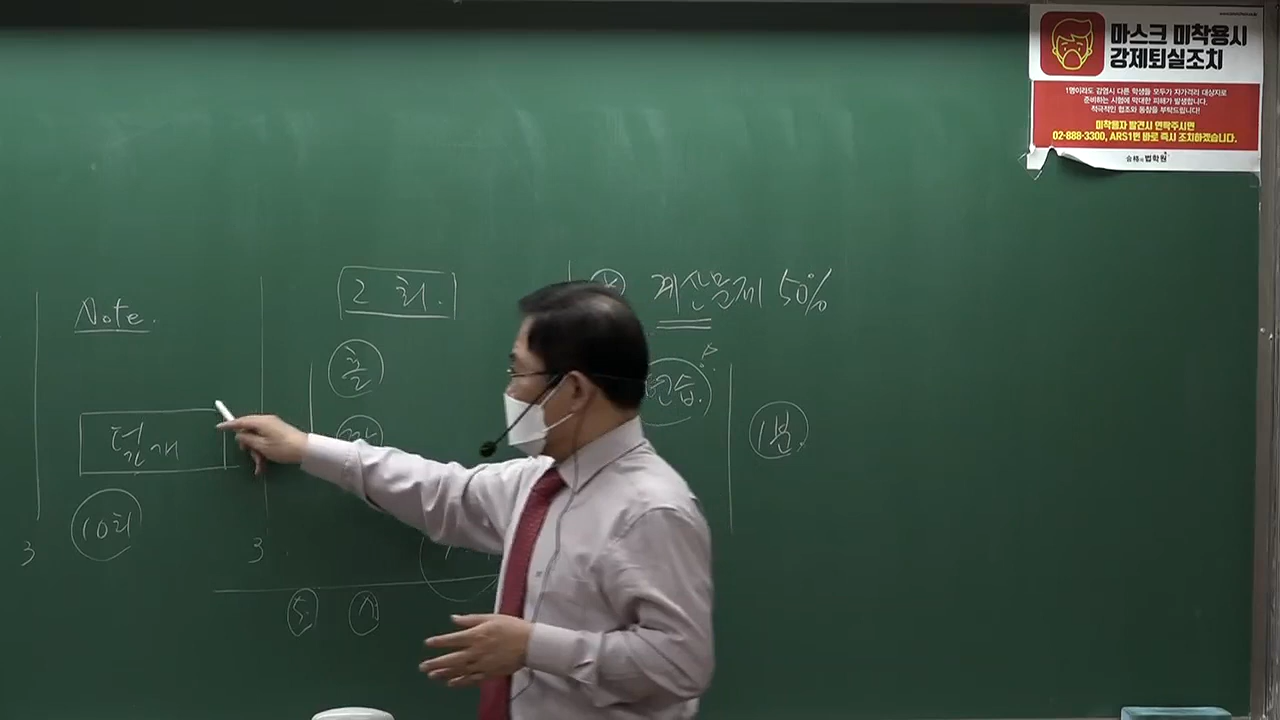 마스크 미착용시
강제퇴실조치
1명이라도 감염시 다른 학생들 모두가 자가격리 대상자로
준비하는 시험에 막대한 피해가 발생합니다.
적극적인 협조와 동참을 부탁드립니다!
미착용자 발견시 연락주시면
02-888-3300, ARS1번 바로 즉시 조치하겠습니다.
合格의 법학원
Note.
2회.
계산문제 50%
연습.
1분.
10회
3
3